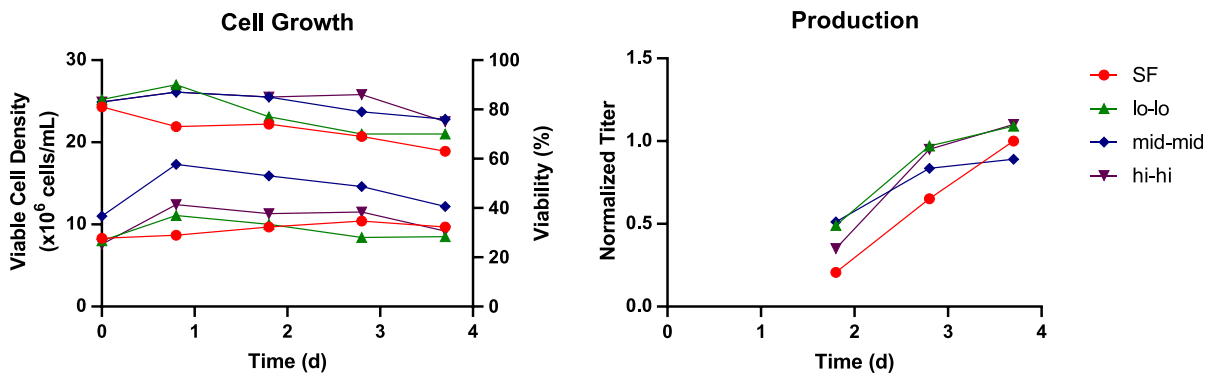 Cell Growth
30
20
10
0
Viable Cell Density
(x10⁶ cells/mL)
100
80
60
40
20
0
Viability (%)
0 1 2 3 4
Time (d)
Production
1.5
1.0
0.5
0.0
Normalized Titer
0 1 2 3 4
Time (d)
SF
lo-lo
mid-mid
hi-hi